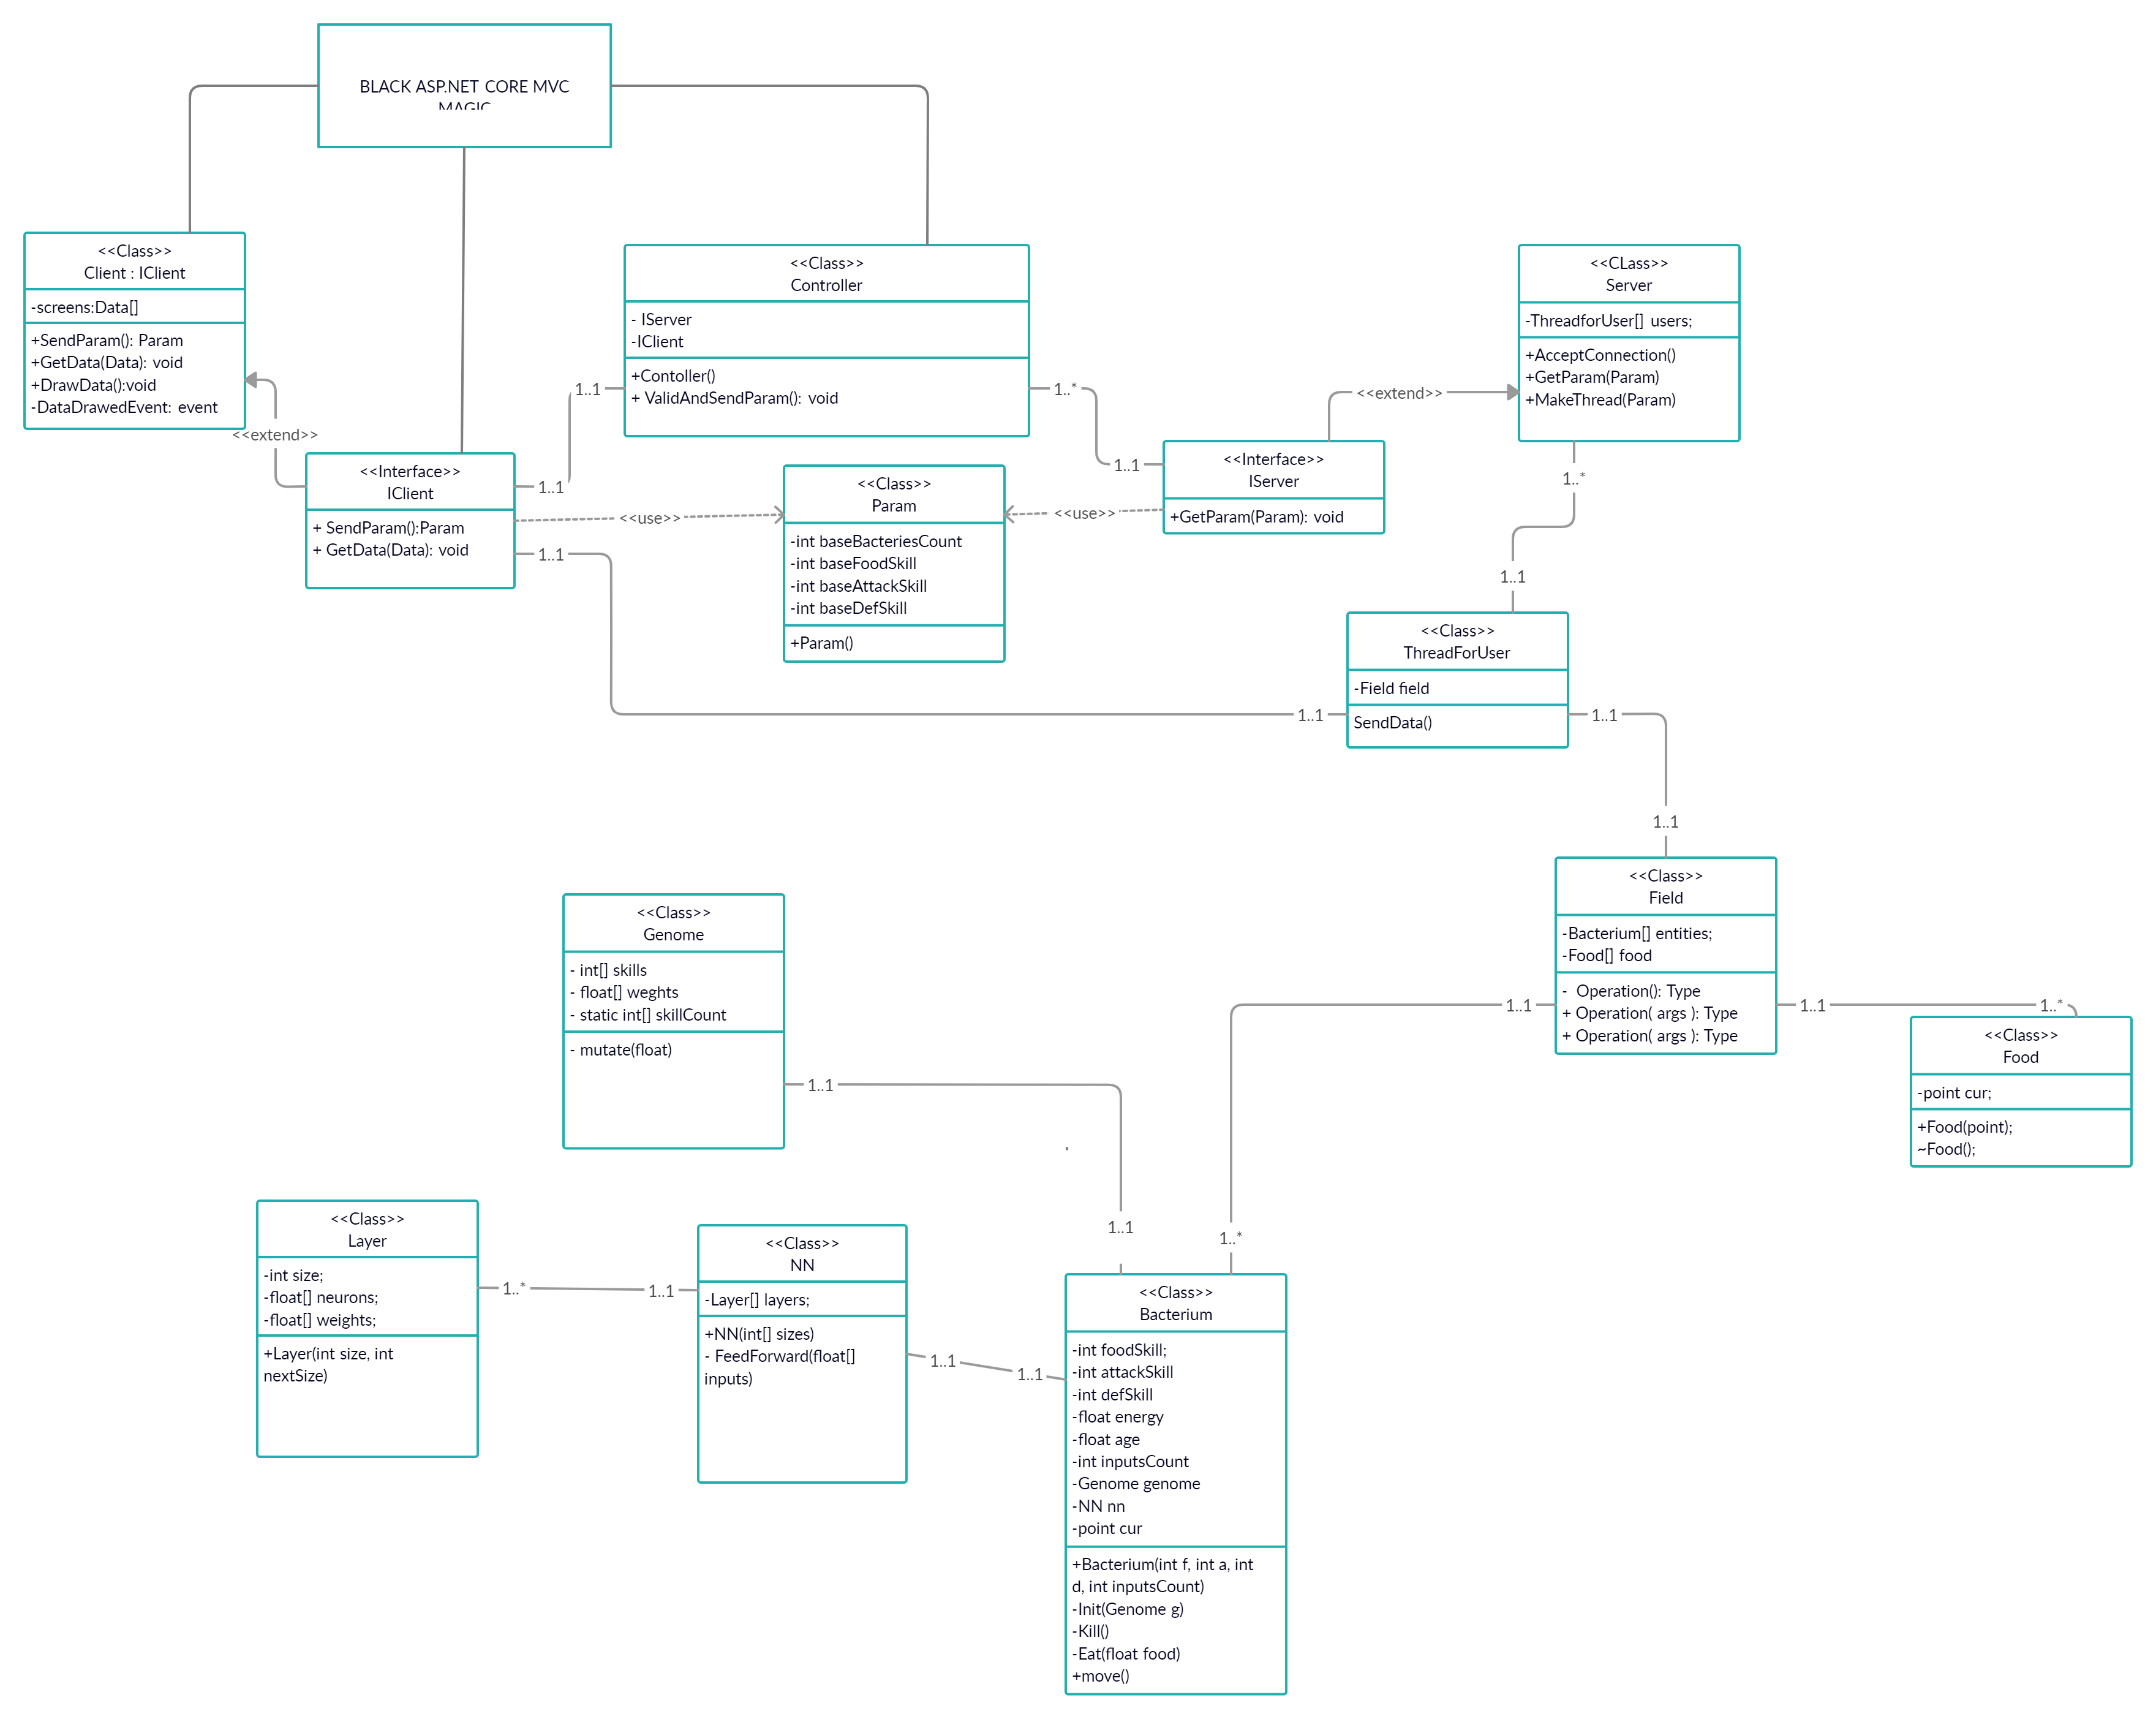 BLACK ASP.NET CORE MVC
MAGIC
<<Class>>
Client : IClient
-screens:Data[]
+SendParam(): Param
+GetData(Data): void
+DrawData():void
-DataDrawedEvent: event
<<extend>>
<<Interface>>
IClient
+ SendParam():Param
+ GetData(Data): void
1..1
1..1
1..1
<<Class>>
Controller
- IServer
-IClient
+Contoller()
+ ValidAndSendParam(): void
1..*
1..1
<<use>>
<<use>>
<<Class>>
Param
-int baseBacteriesCount
-int baseFoodSkill
-int baseAttackSkill
-int baseDefSkill
+Param()
<<Interface>>
IServer
+GetParam(Param): void
<<extend>>
<<CLass>>
Server
-ThreadforUser[] users;
+AcceptConnection()
+GetParam(Param)
+MakeThread(Param)
1..*
1..1
<<Class>>
ThreadForUser
-Field field
SendData()
1..1
1..1
1..1
<<Class>>
Field
-Bacterium[] entities;
-Food[] food
- Operation(): Type
+ Operation( args ): Type
+ Operation( args ): Type
1..1
1..1
1..*
<<Class>>
Food
-point cur;
+Food(point);
~Food();
<<Class>>
Genome
- int[] skills
- float[] weghts
- static int[] skillCount
- mutate(float)
1..1
1..1
1..*
<<Class>>
Layer
-int size;
-float[] neurons;
-float[] weights;
+Layer(int size, int
nextSize)
1..*
1..1
<<Class>>
NN
-Layer[] layers;
+NN(int[] sizes)
- FeedForward(float[]
inputs)
1..1
1..1
<<Class>>
Bacterium
-int foodSkill;
-int attackSkill
-int defSkill
-float energy
-float age
-int inputsCount
-Genome genome
-NN nn
-point cur
+Bacterium(int f, int a, int
d, int inputsCount)
-Init(Genome g)
-Kill()
-Eat(float food)
+move()